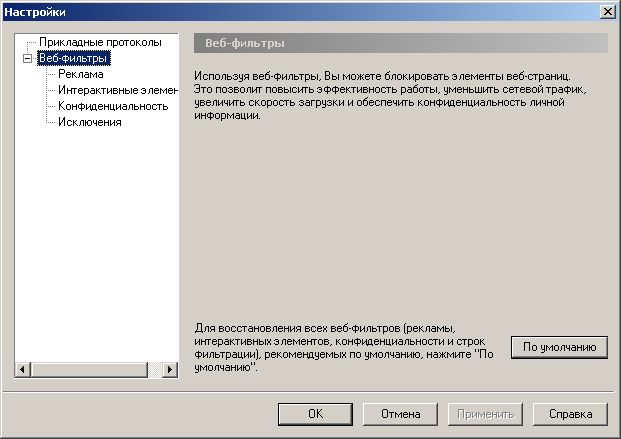 Настройки
Прикладные протоколы
Веб-фильтры
Реклама
Интерактивные элемен
Конфиденциальность
Исключения
Веб-фильтры
Используя веб-фильтры, Вы можете блокировать элементы веб-страниц.
Это позволит повысить эффективность работы, уменьшить сетевой трафик,
увеличить скорость загрузки и обеспечить конфиденциальность личной
информации.
Для восстановления всех веб-фильтров (рекламы,
интерактивных элементов, конфиденциальности и строк
фильтрации), рекомендуемых по умолчанию, нажмите "По
умолчанию".
По умолчанию
OK
Отмена
Применить
Справка